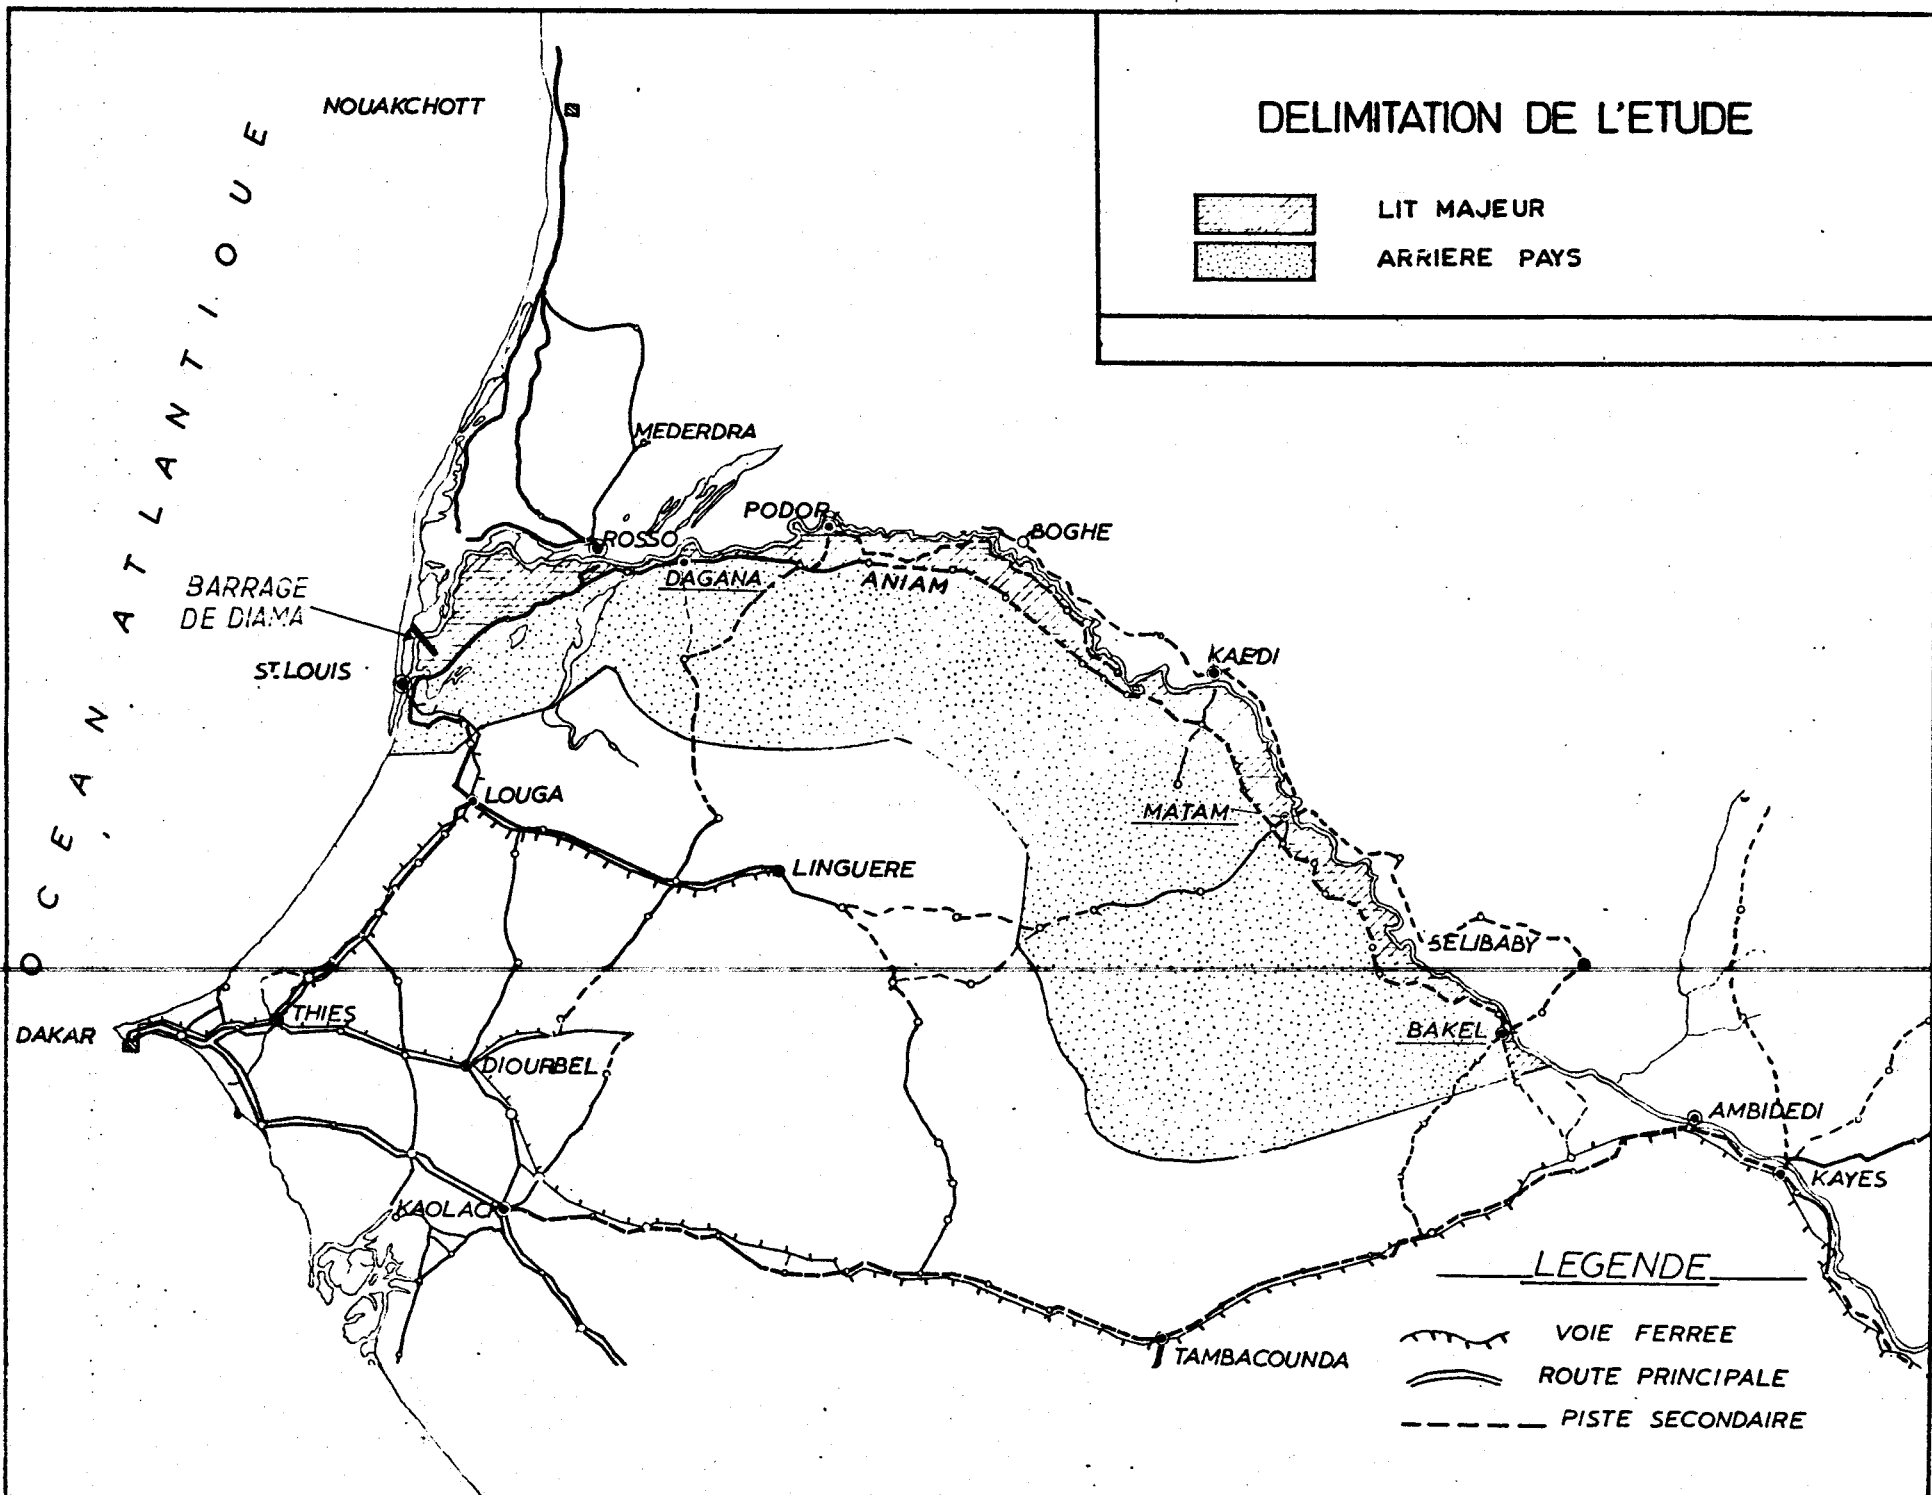 DELIMITATION DE L'ETUDE
LIT MAJEUR
ARRIERE PAYS
NOUAKCHOTT
OCEAN ATLANTIQUE
MEDERDRA
PODOR
BOGHE
ROSSO
DAGANA
ANIAM
BARRAGE
DE DIAMA
ST. LOUIS
KAEDI
LOUGA
MATAM
LINGUERE
SELIBABY
THIES
DAKAR
BAKEL
DIOURBEL
AMBIDEDI
KAYES
KAOLACK
TAMBACOUNDA
LEGENDE
VOIE FERREE
ROUTE PRINCIPALE
PISTE SECONDAIRE